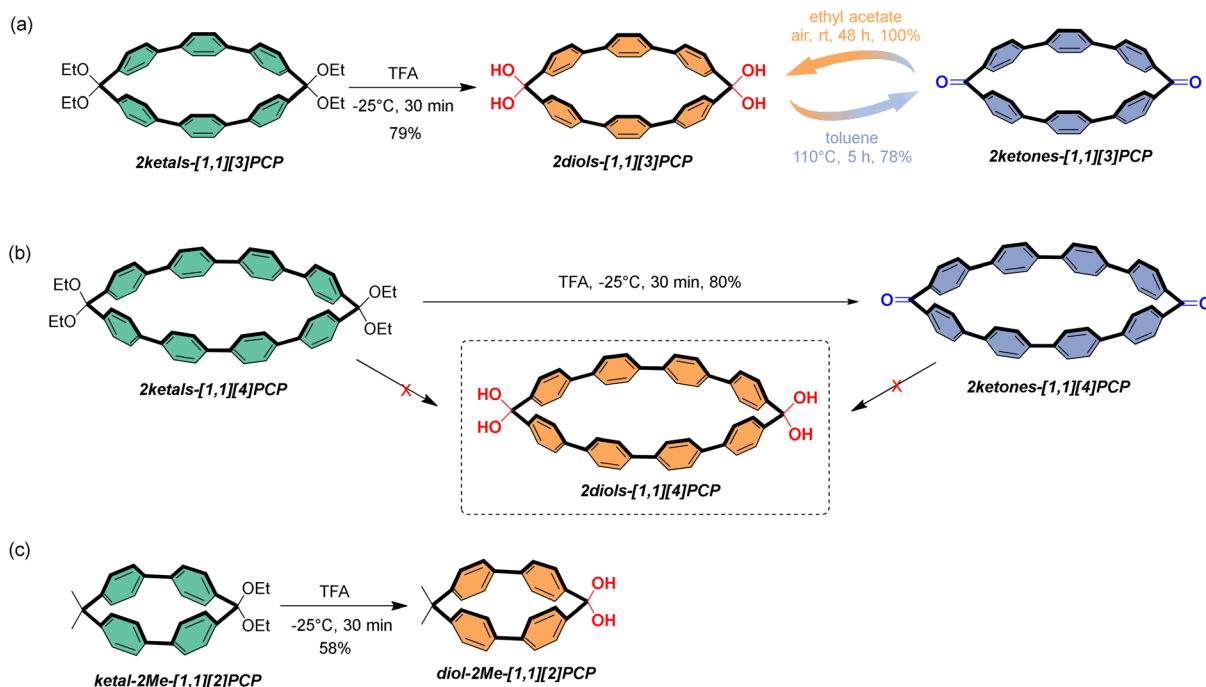 (a)
ethyl acetate
air, rt, 48 h, 100%
EtO
EtO
OEt
OEt
TFA
-25°C, 30 min
79%
HO
HO
OH
OH
O
O
toluene
110°C, 5 h, 78%
2ketals-[1,1][3]PCP
2diols-[1,1][3]PCP
2ketones-[1,1][3]PCP
(b)
EtO
EtO
OEt
OEt
TFA, -25°C, 30 min, 80%
O
O
2ketals-[1,1][4]PCP
2ketones-[1,1][4]PCP
X
X
HO
HO
OH
OH
2diols-[1,1][4]PCP
(c)
OEt
OEt
TFA
-25°C, 30 min
58%
OH
OH
ketal-2Me-[1,1][2]PCP
diol-2Me-[1,1][2]PCP